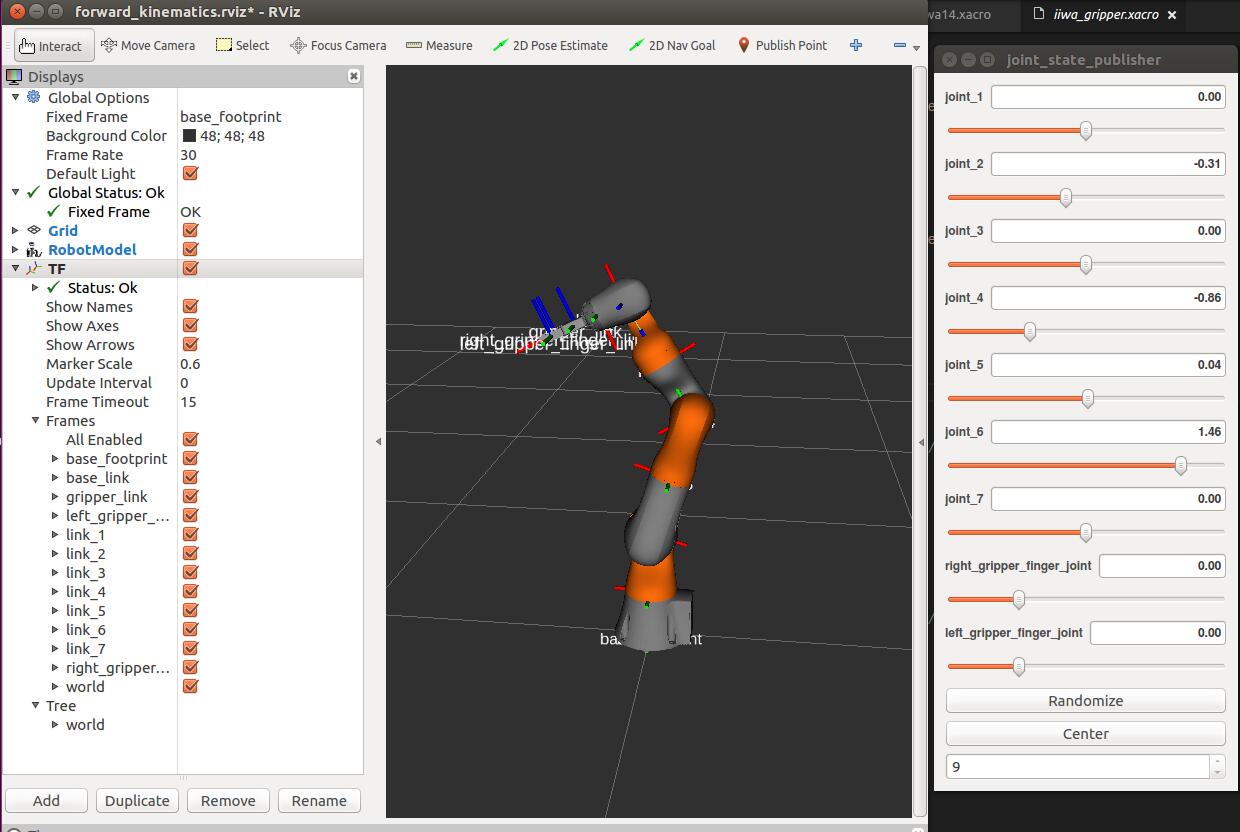 forward_kinematics.rviz* - RViz
Interact Move Camera Select Focus Camera Measure 2D Pose Estimate 2D Nav Goal Publish Point
Displays
Global Options
Fixed Frame base_footprint
Background Color 48; 48; 48
Frame Rate 30
Default Light
Global Status: Ok
Fixed Frame OK
Grid
RobotModel
TF
Status: Ok
Show Names
Show Axes
Show Arrows
Marker Scale 0.6
Update Interval 0
Frame Timeout 15
Frames
All Enabled
base_footprint
base_link
gripper_link
left_gripper_...
link_1
link_2
link_3
link_4
link_5
link_6
link_7
right_gripper...
world
Tree
world
Add Duplicate Remove Rename
wa14.xacro
iiwa_gripper.xacro
joint_state_publisher
joint_1 0.00
joint_2 -0.31
joint_3 0.00
joint_4 -0.86
joint_5 0.04
joint_6 1.46
joint_7 0.00
right_gripper_finger_joint 0.00
left_gripper_finger_joint 0.00
Randomize
Center
9